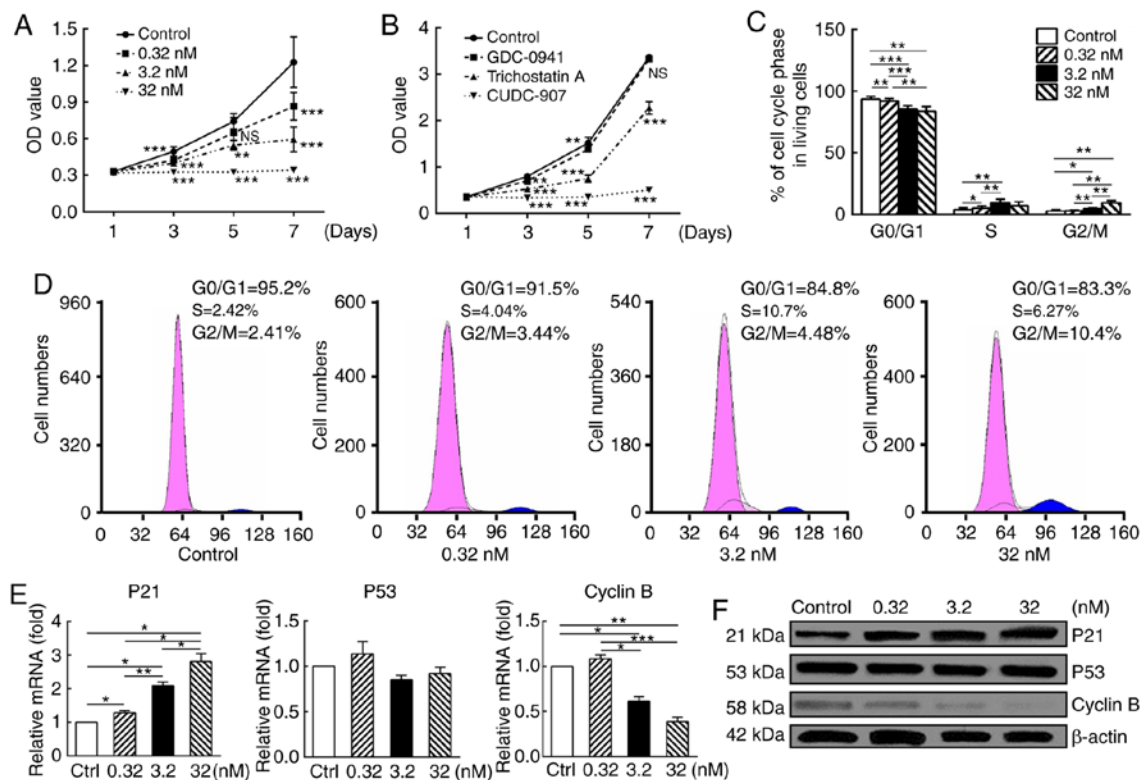 A
OD value
1.5
1.2
0.9
0.6
0.3
0.0
Control
0.32 nM
3.2 nM
32 nM
***
***
***
NS
**
***
***
***
***
1
3
5
7
(Days)
B
OD value
4
3
2
1
0
Control
GDC-0941
Trichostatin A
CUDC-907
**
***
***
**
***
***
NS
***
***
1
3
5
7
(Days)
C
% of cell cycle phase
in living cells
150
100
50
0
Control
0.32 nM
3.2 nM
32 nM
**
***
***
** **
**
**
*
**
*
**
** **
G0/G1
S
G2/M
D
Cell numbers
960
640
320
0
G0/G1=95.2%
S=2.42%
G2/M=2.41%
0 32 64 96 128 160
Control
Cell numbers
600
400
200
0
G0/G1=91.5%
S=4.04%
G2/M=3.44%
0 32 64 96 128 160
0.32 nM
Cell numbers
540
360
180
0
G0/G1=84.8%
S=10.7%
G2/M=4.48%
0 32 64 96 128 160
3.2 nM
Cell numbers
600
400
200
0
G0/G1=83.3%
S=6.27%
G2/M=10.4%
0 32 64 96 128 160
32 nM
E
P21
Relative mRNA (fold)
4
3
2
1
0
*
* *
* **
*
Ctrl 0.32 3.2 32 (nM)
P53
Relative mRNA (fold)
1.5
1.0
0.5
0.0
Ctrl 0.32 3.2 32 (nM)
Cyclin B
Relative mRNA (fold)
1.5
1.0
0.5
0.0
**
*
***
*
Ctrl 0.32 3.2 32 (nM)
F
Control 0.32 3.2 32 (nM)
21 kDa P21
53 kDa P53
58 kDa Cyclin B
42 kDa β-actin